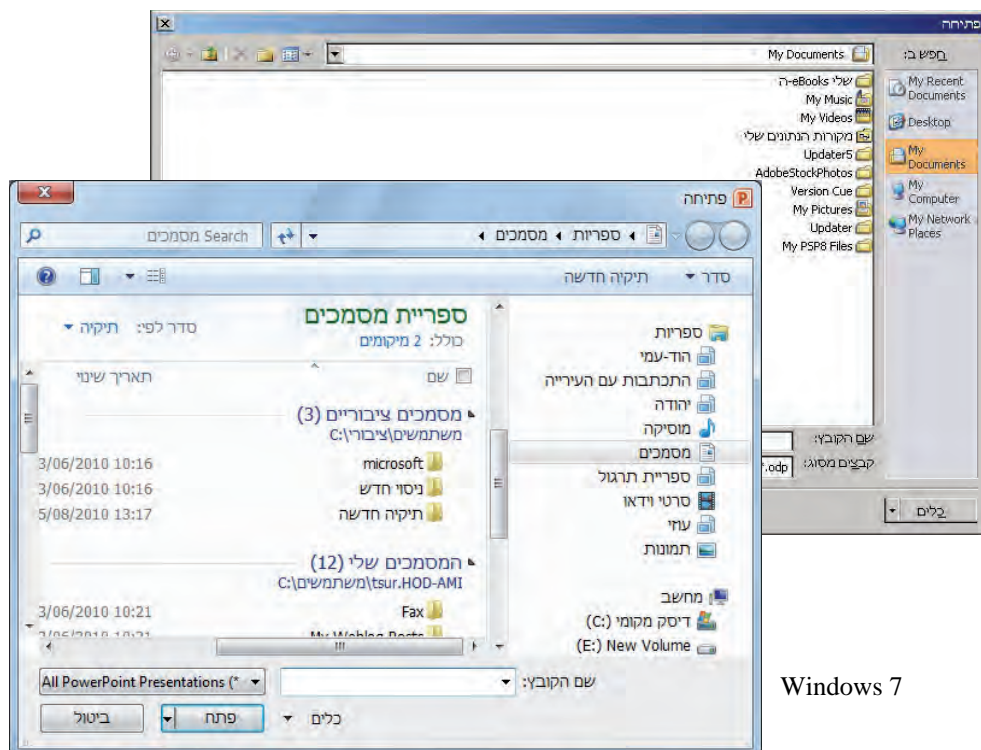 פתיחה
חפש ב:
My Documents
My Recent Documents
Desktop
My Documents
My Computer
My Network Places
ה-eBooks שלי
My Music
My Videos
מקורות הנתונים שלי
Updater5
AdobeStockPhotos
Version Cue
My Pictures
Updater
My PSP8 Files
שם הקובץ:
קבצים מסוג:
*.odp
כלים
פתיחה
ספריות
מסמכים
Search מסמכים
סדר
תיקיה חדשה
ספריות
הוד-עמי
התכתבות עם העירייה
יהודה
מוסיקה
מסמכים
ספריית תרגול
סרטי וידאו
עוזי
תמונות
מחשב
דיסק מקומי (C:)
New Volume (E:)
ספריית מסמכים
כולל: 2 מיקומים
סדר לפי: תיקיה
שם
תאריך שינוי
מסמכים ציבוריים (3)
C:\משתמשים\ציבורי
microsoft 3/06/2010 10:16
ניסוי חדש 3/06/2010 10:16
תיקיה חדשה 5/08/2010 13:17
המסמכים שלי (12)
C:\משתמשים\tsur.HOD-AMI
Fax 3/06/2010 10:21
שם הקובץ:
All PowerPoint Presentations (*
כלים
פתח
ביטול
Windows 7